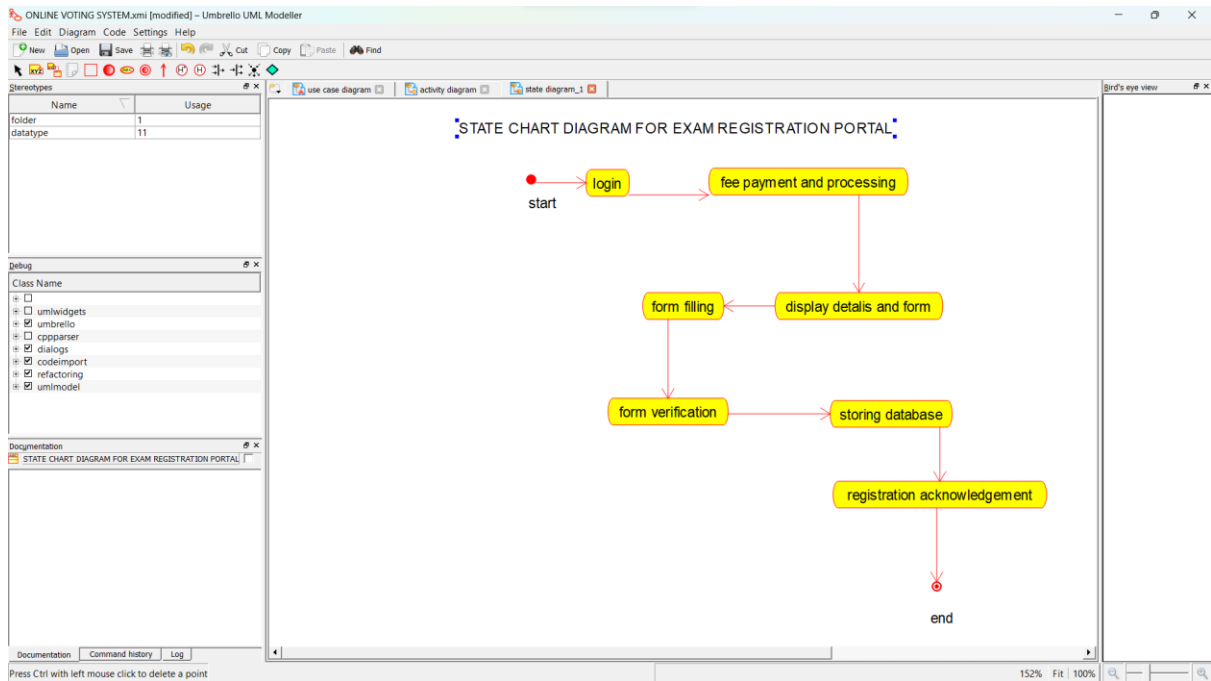 ONLINE VOTING SYSTEM.xmi [modified] – Umbrello UML Modeller
File Edit Diagram Code Settings Help
New Open Save Cut Copy Paste Find
Stereotypes
Name Usage
folder 1
datatype 11
Debug
Class Name
umlwidgets
umbrello
cppparser
dialogs
codeimport
refactoring
umlmodel
Documentation
STATE CHART DIAGRAM FOR EXAM REGISTRATION PORTAL
Documentation Command history Log
Press Ctrl with left mouse click to delete a point
use case diagram activity diagram state diagram_1
STATE CHART DIAGRAM FOR EXAM REGISTRATION PORTAL
login fee payment and processing
start
form filling display detalis and form
form verification storing database
registration acknowledgement
end
Bird's eye view
152% Fit 100%